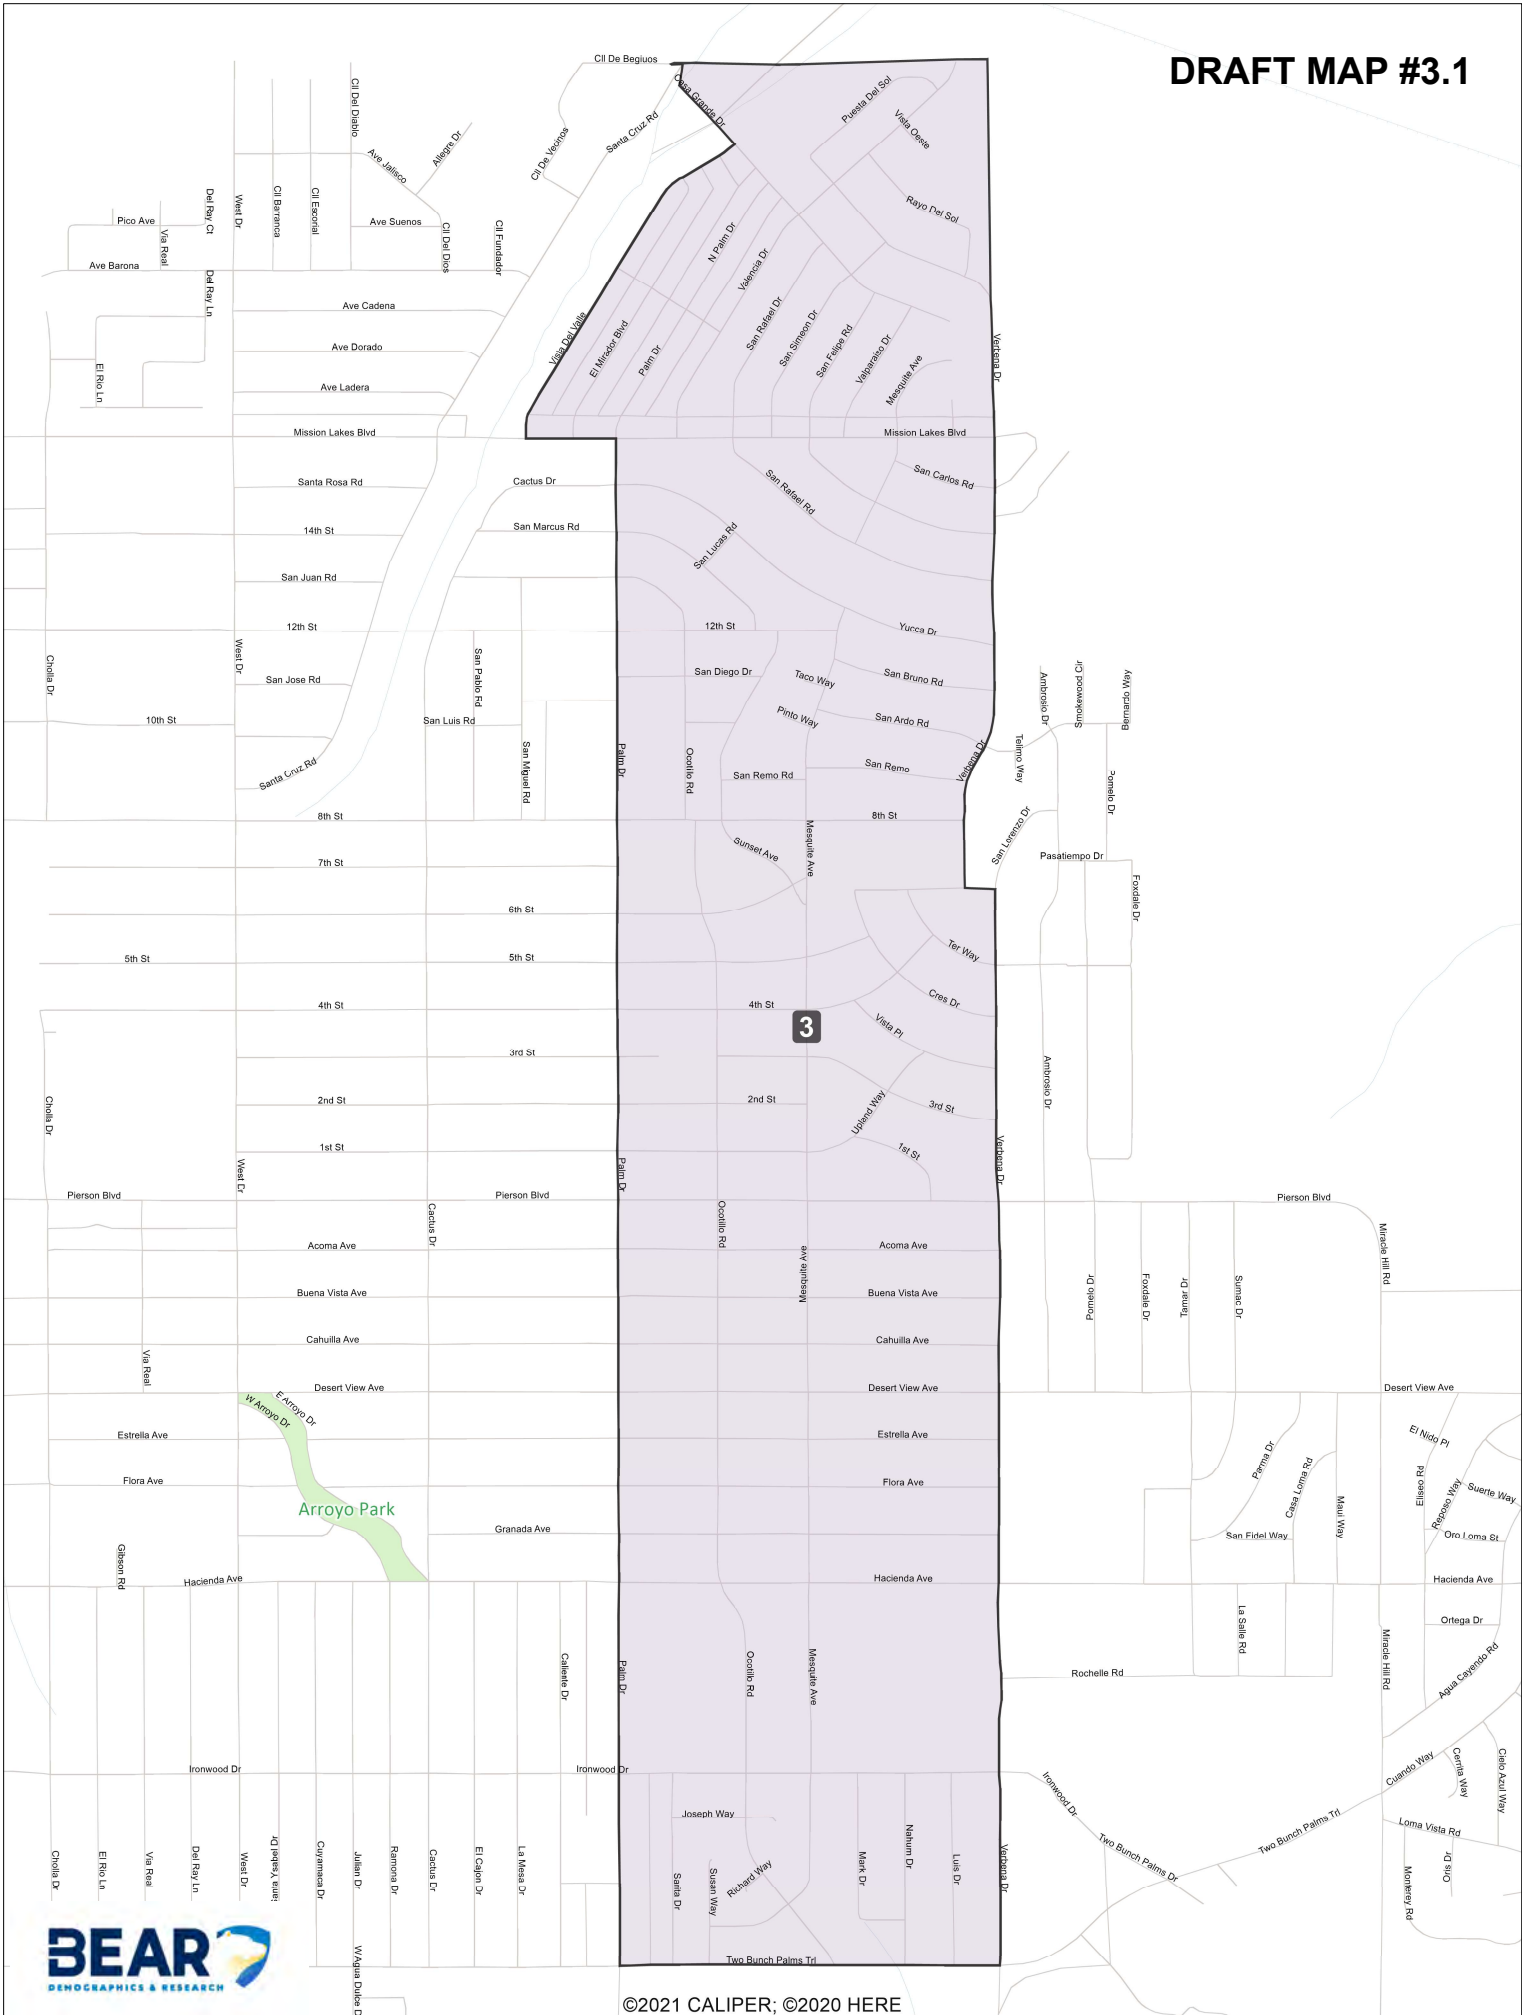 DRAFT MAP #3.1
Cll De Begiuos
Casa Grande Dr
Puesta Del Sol
Vista Oeste
Cll Del Diablo
Ave Jalisco
Allegre Dr
Cll De Vecinos
Santa Cruz Rd
Rayo Del Sol
Pico Ave
Via Real
Del Ray Ct
West Dr
Cll Barranca
Cll Escorial
Ave Suenos
Cll Del Dios
Cll Fundador
Ave Barona
Del Ray Ln
N Palm Dr
Valencia Dr
Ave Cadena
Ave Dorado
Ave Ladera
El Rio Ln
Vista Del Valle
El Mirador Blvd
Palm Dr
San Rafael Dr
San Simeon Dr
San Felipe Rd
Valparaiso Dr
Mesquite Ave
Verbena Dr
Mission Lakes Blvd
Mission Lakes Blvd
Santa Rosa Rd
Cactus Dr
San Rafael Rd
San Carlos Rd
14th St
San Marcus Rd
San Lucas Rd
San Juan Rd
12th St
12th St
Yucca Dr
Cholla Dr
West Dr
San Jose Rd
San Pablo Rd
San Diego Dr
Taco Way
San Bruno Rd
Ambrosio Dr
Smokewood Cir
Bernardo Way
10th St
San Luis Rd
Pinto Way
San Ardo Rd
Santa Cruz Rd
San Miguel Rd
Palm Dr
Ocotillo Rd
San Remo Rd
San Remo
Verbena Dr
Telimo Way
Pomelo Dr
8th St
8th St
Mesquite Ave
Sunset Ave
San Lorenzo Dr
Pasatiempo Dr
7th St
Foxdale Dr
6th St
5th St
5th St
Ter Way
4th St
4th St
Cres Dr
3
Vista Pl
3rd St
Ambrosio Dr
Cholla Dr
2nd St
2nd St
Upland Way
3rd St
1st St
1st St
West Dr
Palm Dr
Verbena Dr
Pierson Blvd
Pierson Blvd
Pierson Blvd
Cactus Dr
Ocotillo Rd
Miracle Hill Rd
Acoma Ave
Mesquite Ave
Acoma Ave
Buena Vista Ave
Buena Vista Ave
Pomelo Dr
Foxdale Dr
Tamar Dr
Sumac Dr
Cahuilla Ave
Cahuilla Ave
Via Real
Desert View Ave
Desert View Ave
Desert View Ave
W Arroyo Dr
E Arroyo Dr
Estrella Ave
Estrella Ave
El Nido Pl
Parma Dr
Flora Ave
Flora Ave
Casa Loma Rd
Eliseo Rd
Reposo Way
Suerte Way
Arroyo Park
Maui Way
Granada Ave
San Fidel Way
Oro Loma St
Gibson Rd
Hacienda Ave
Hacienda Ave
Hacienda Ave
La Salle Rd
Ortega Dr
Caliente Dr
Palm Dr
Ocotillo Rd
Mesquite Ave
Rochelle Rd
Miracle Hill Rd
Agua Cayendo Rd
Ironwood Dr
Ironwood Dr
Ironwood Dr
Cuando Way
Cerrita Way
Cielo Azul Way
Joseph Way
Two Bunch Palms Trl
Loma Vista Rd
Two Bunch Palms Dr
Cholla Dr
El Rio Ln
Via Real
Del Ray Ln
West Dr
Santa Ysabel Dr
Cuyamaca Dr
Julian Dr
Ramona Dr
Cactus Dr
El Cajon Dr
La Mesa Dr
Sarita Dr
Susan Way
Richard Way
Mark Dr
Nahum Dr
Luis Dr
Verbena Dr
Monterey Rd
Onis Dr
BEAR
DEMOGRAPHICS & RESEARCH
W Agua Dulce D
Two Bunch Palms Trl
©2021 CALIPER; ©2020 HERE